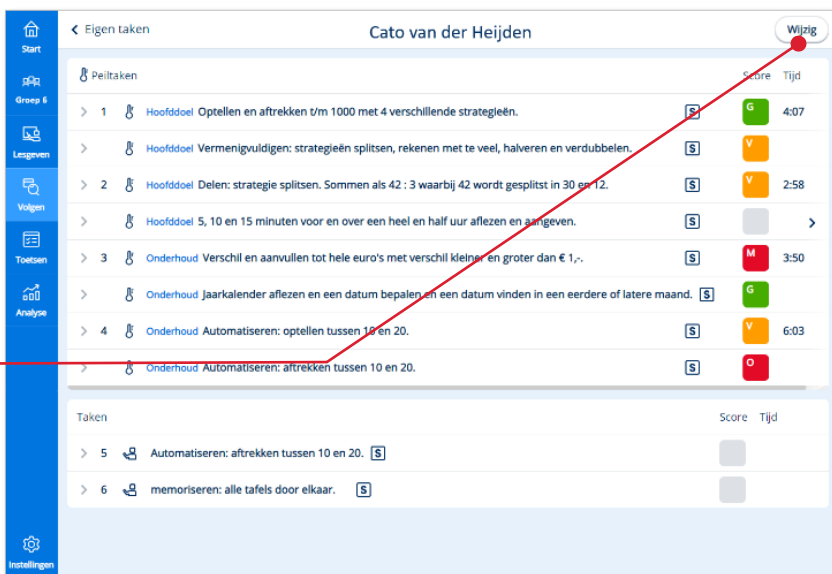 Start
Groep 6
Lesgeven
Volgen
Toetsen
Analyse
Instellingen
Eigen taken
Cato van der Heijden
Wijzig
Peiltaken Score Tijd
1 Hoofddoel Optellen en aftrekken t/m 1000 met 4 verschillende strategieën. S G 4:07
Hoofddoel Vermenigvuldigen: strategieën splitsen, rekenen met te veel, halveren en verdubbelen. S V
2 Hoofddoel Delen: strategie splitsen. Sommen als 42 : 3 waarbij 42 wordt gesplitst in 30 en 12. S V 2:58
Hoofddoel 5, 10 en 15 minuten voor en over een heel en half uur aflezen en aangeven. S
3 Onderhoud Verschil en aanvullen tot hele euro's met verschil kleiner en groter dan € 1,-. S M 3:50
Onderhoud Jaarkalender aflezen en een datum bepalen en een datum vinden in een eerdere of latere maand. S G
4 Onderhoud Automatiseren: optellen tussen 10 en 20. S V 6:03
Onderhoud Automatiseren: aftrekken tussen 10 en 20. S O
Taken Score Tijd
5 Automatiseren: aftrekken tussen 10 en 20. S
6 memoriseren: alle tafels door elkaar. S